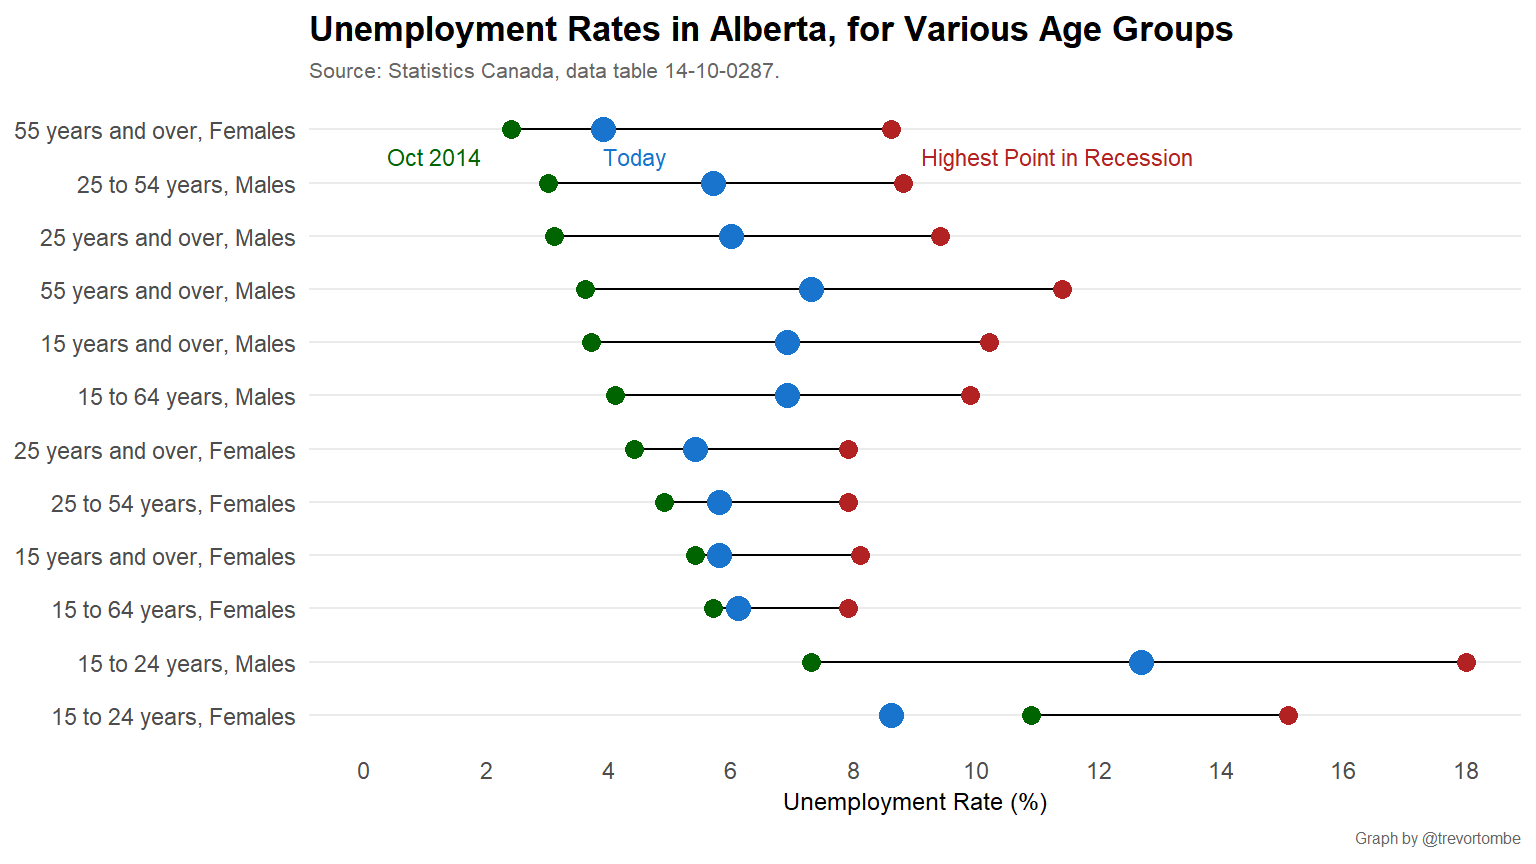 Unemployment Rates in Alberta, for Various Age Groups
Source: Statistics Canada, data table 14-10-0287.
55 years and over, Females
Oct 2014 Today Highest Point in Recession
25 to 54 years, Males
25 years and over, Males
55 years and over, Males
15 years and over, Males
15 to 64 years, Males
25 years and over, Females
25 to 54 years, Females
15 years and over, Females
15 to 64 years, Females
15 to 24 years, Males
15 to 24 years, Females
0 2 4 6 8 10 12 14 16 18
Unemployment Rate (%)
Graph by @trevortombe